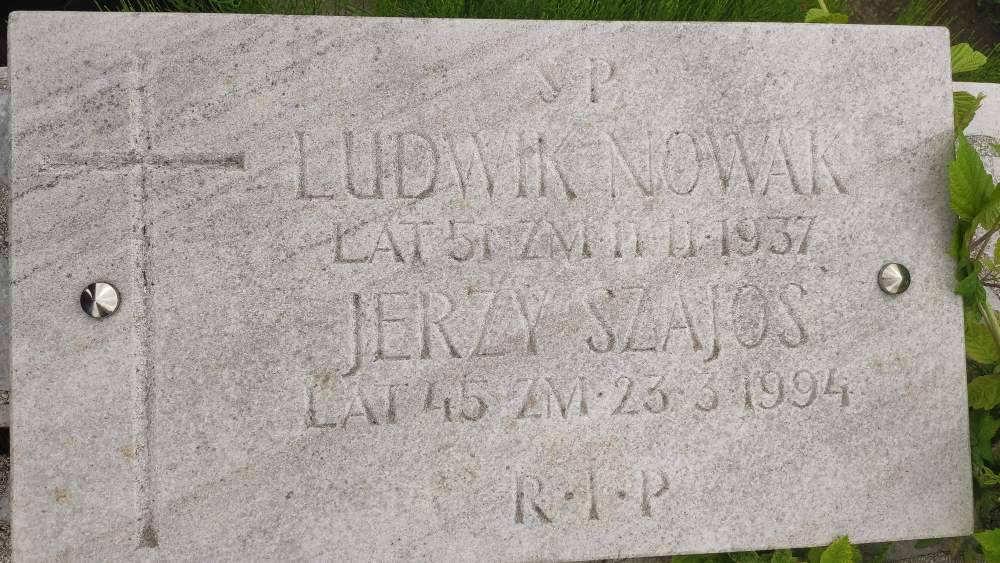 Ś P.
LUDWIK NOWAK
LAT 51 ZM·11·11·1937
JERZY SZAJOS
LAT 45 ZM·23·3·1994
R·I·P